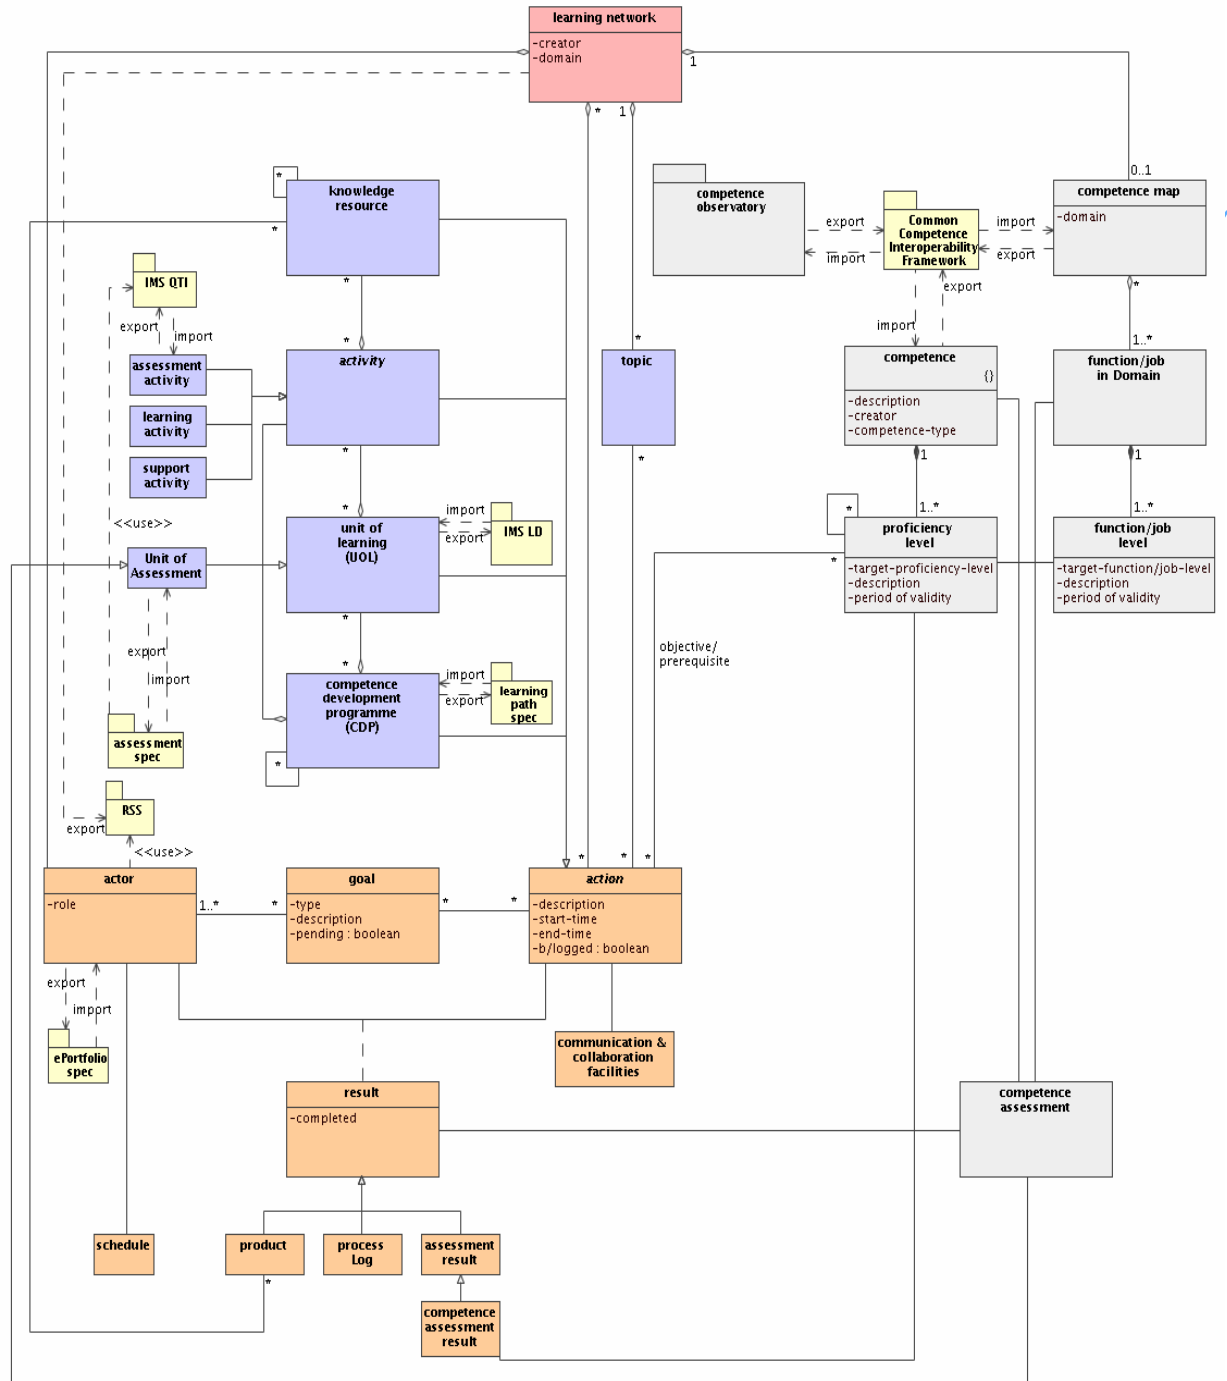 learning network
-creator
-domain
1
*
1
0..1
*
knowledge
resource
*
competence
observatory
export
import
Common
Competence
Interoperability
Framework
import
export
competence map
-domain
IMS QTI
export
import
*
*
export
import
*
*
1..*
assessment
activity
learning
activity
support
activity
activity
topic
competence
{}
-description
-creator
-competence-type
function/job
in Domain
*
*
1
1
<<use>>
*
1..*
1..*
Unit of
Assessment
unit of
learning
(UOL)
import
export
IMS LD
*
*
proficiency
level
-target-proficiency-level
-description
-period of validity
function/job
level
-target-function/job-level
-description
-period of validity
export
import
*
*
objective/
prerequisite
competence
development
programme
(CDP)
import
export
learning
path
spec
assessment
spec
*
RSS
export
<<use>>
*
*
*
actor
-role
1..*
*
goal
-type
-description
-pending : boolean
*
*
action
-description
-start-time
-end-time
-b/logged : boolean
export
import
ePortfolio
spec
communication &
collaboration
facilities
result
-completed
competence
assessment
schedule
product
process
Log
assessment
result
*
competence
assessment
result